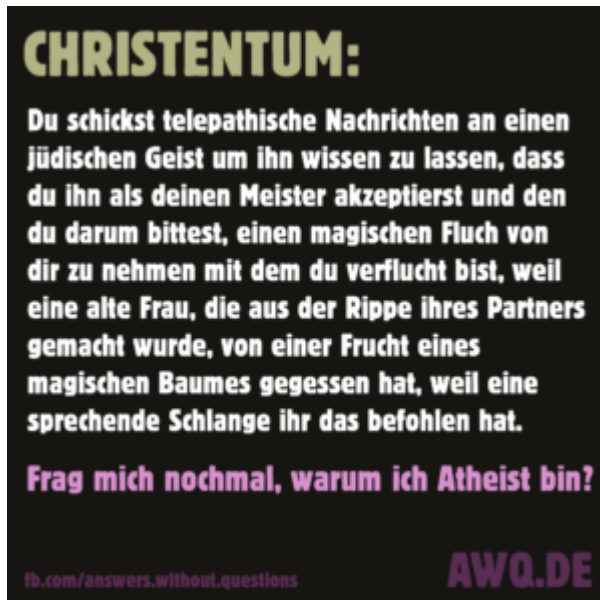 CHRISTENTUM:
Du schickst telepathische Nachrichten an einen
jüdischen Geist um ihn wissen zu lassen, dass
du ihn als deinen Meister akzeptierst und den
du darum bittest, einen magischen Fluch von
dir zu nehmen mit dem du verflucht bist, weil
eine alte Frau, die aus der Rippe ihres Partners
gemacht wurde, von einer Frucht eines
magischen Baumes gegessen hat, weil eine
sprechende Schlange ihr das befohlen hat.
Frag mich nochmal, warum ich Atheist bin?
fb.com/answers.without.questions
AWQ.DE